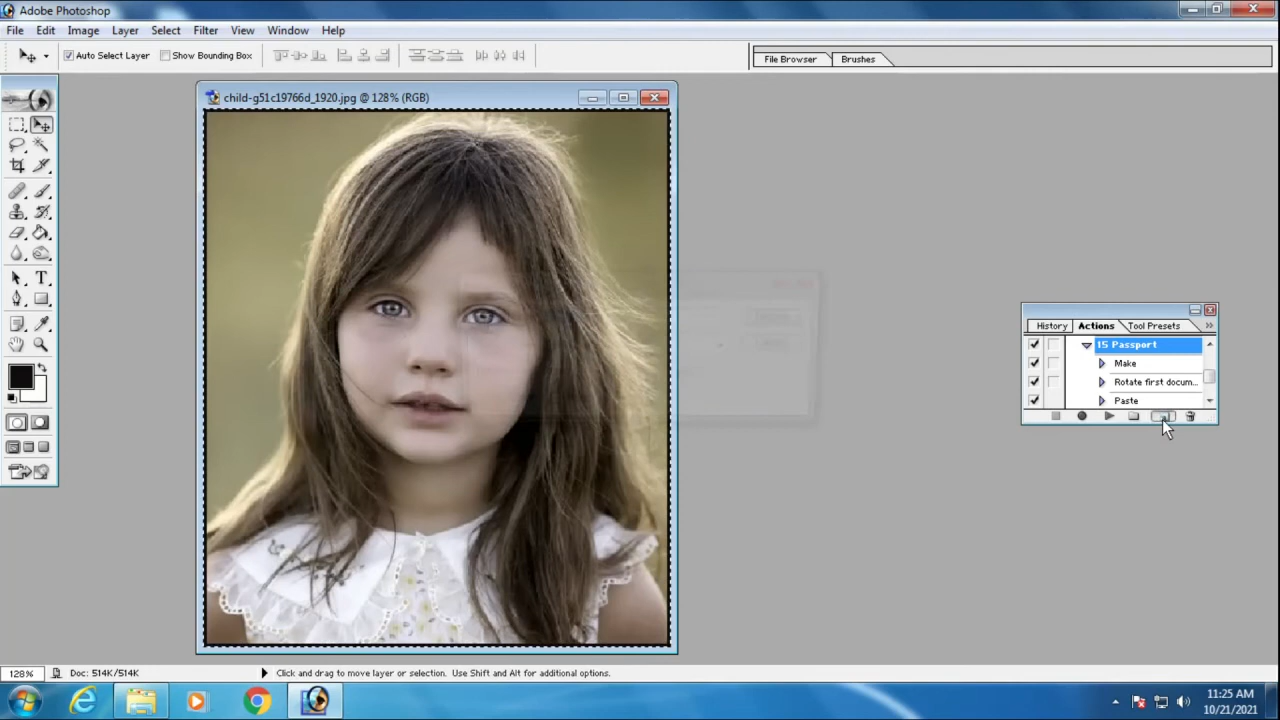 Adobe Photoshop
File Edit Image Layer Select Filter View Window Help
Auto Select Layer Show Bounding Box
File Browser Brushes
child-g51c19766d_1920.jpg @ 128% (RGB)
History Actions Tool Presets
15 Passport
Make
Rotate first docum...
Paste
128% Doc: 514K/514K Click and drag to move layer or selection. Use Shift and Alt for additional options.
11:25 AM
10/21/2021